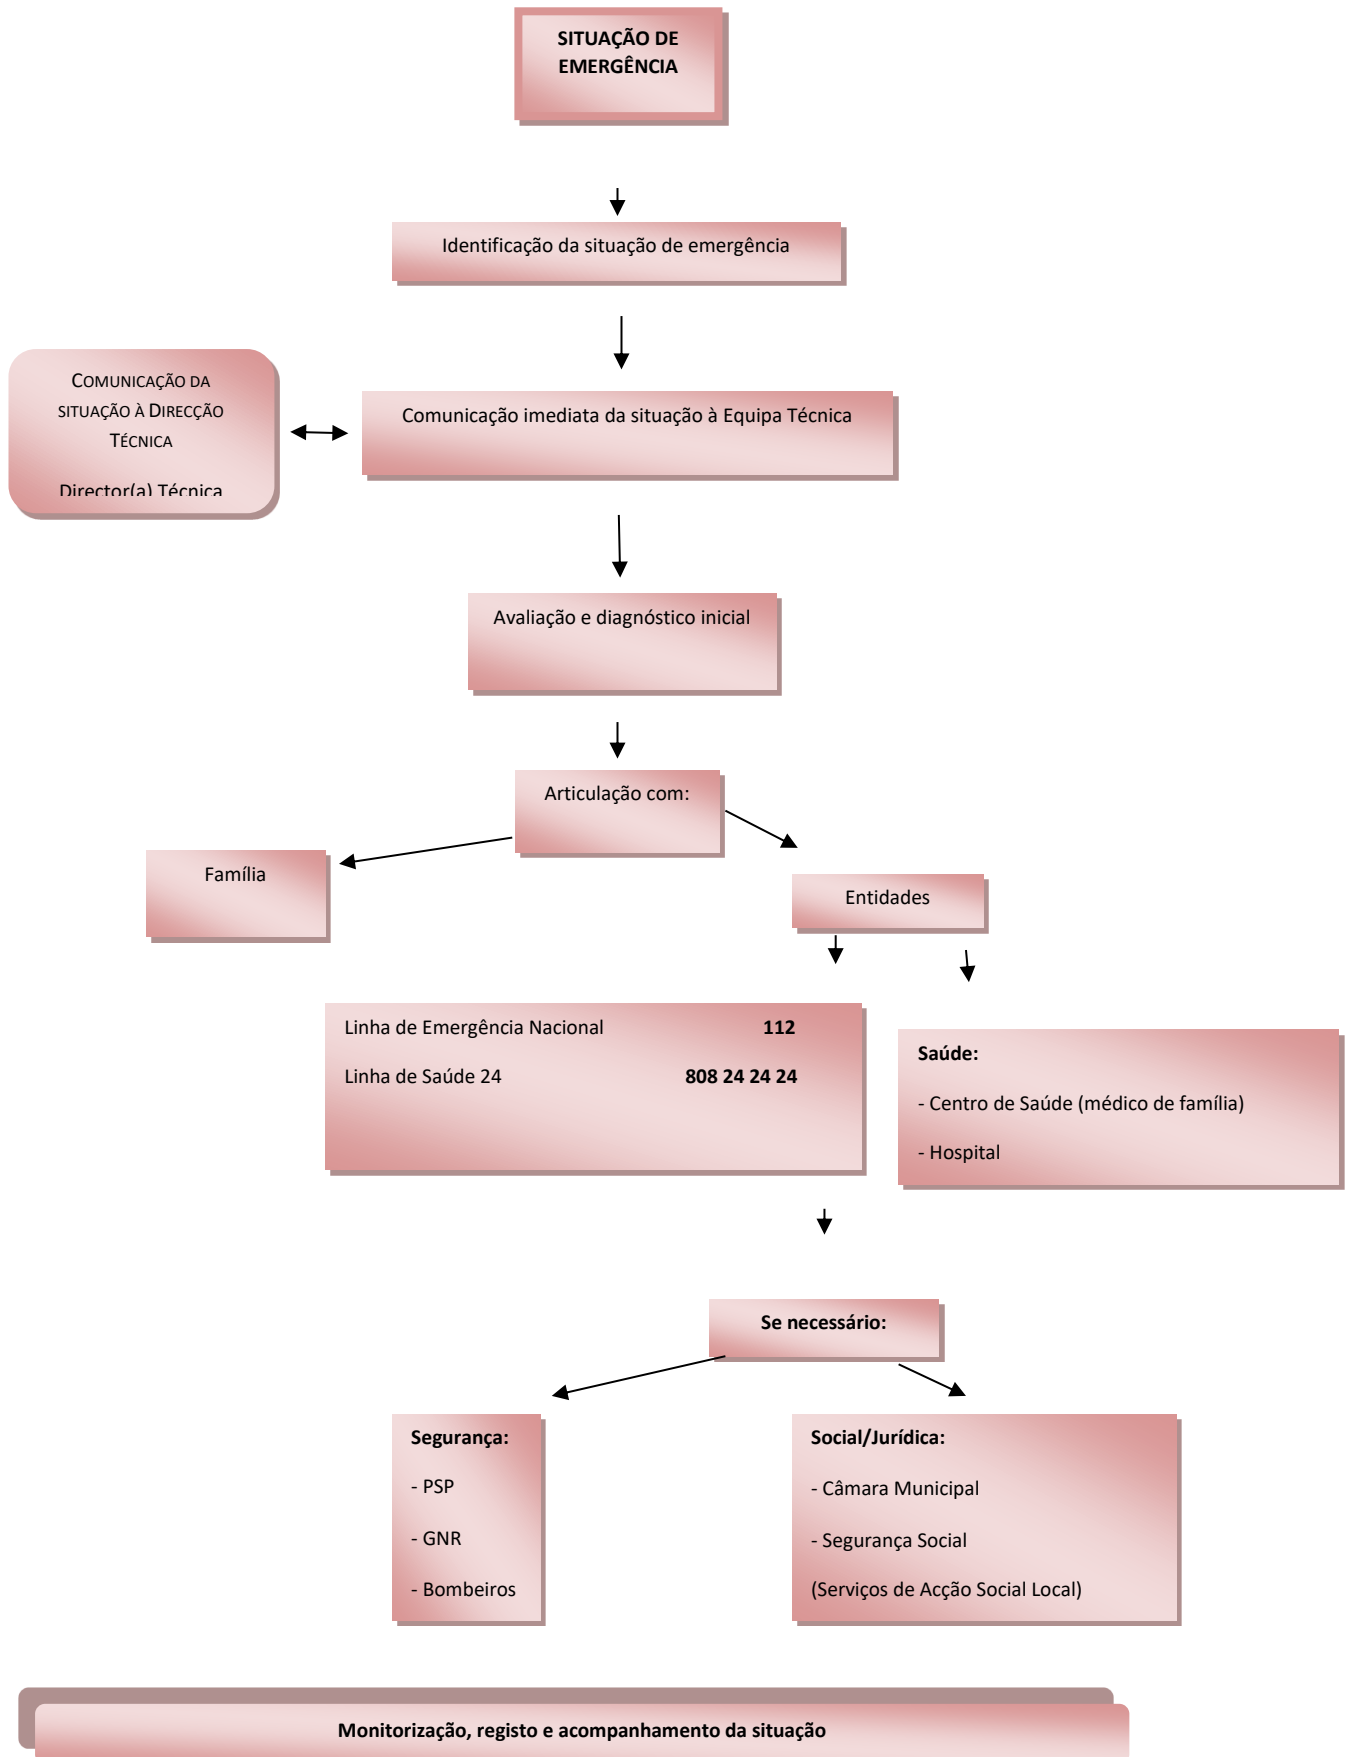 SITUAÇÃO DE
EMERGÊNCIA
Identificação da situação de emergência
COMUNICAÇÃO DA
SITUAÇÃO À DIRECÇÃO
TÉCNICA
Director(a) Técnica
Comunicação imediata da situação à Equipa Técnica
Avaliação e diagnóstico inicial
Articulação com:
Família
Entidades
Linha de Emergência Nacional 112
Linha de Saúde 24 808 24 24 24
Saúde:
- Centro de Saúde (médico de família)
- Hospital
Se necessário:
Segurança:
- PSP
- GNR
- Bombeiros
Social/Jurídica:
- Câmara Municipal
- Segurança Social
(Serviços de Acção Social Local)
Monitorização, registo e acompanhamento da situação